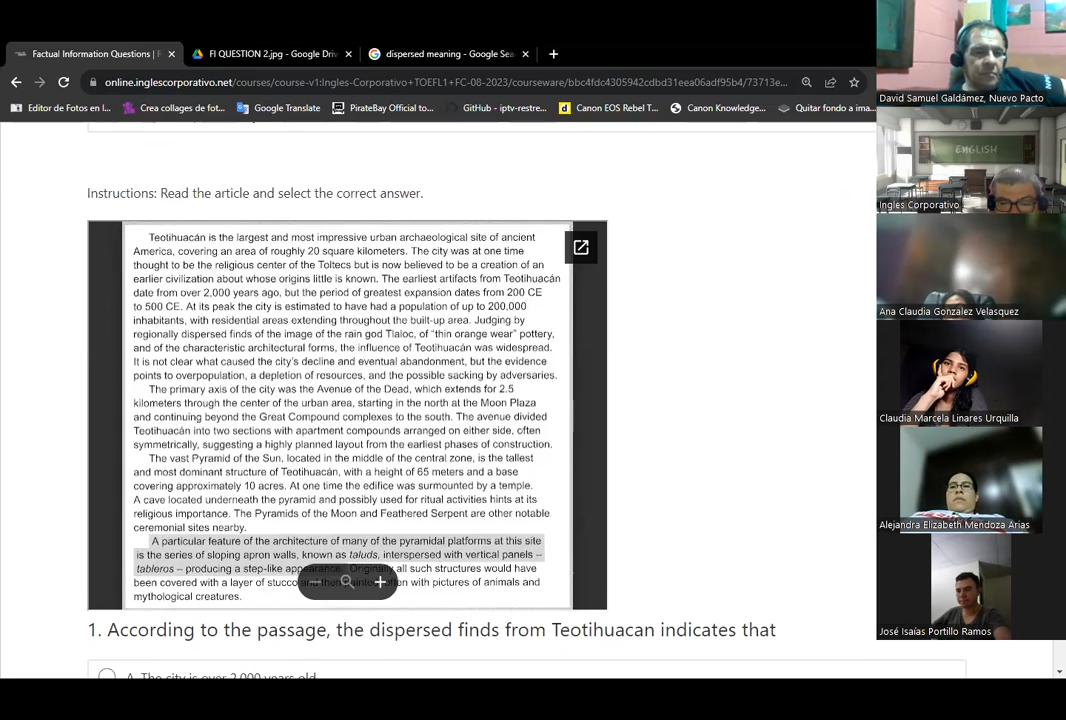 Factual Information Questions |
FI QUESTION 2.jpg - Google Driv
dispersed meaning - Google Sea
online.inglescorporativo.net/courses/course-v1:Ingles-Corporativo+TOEFL1+FC-08-2023/courseware/bbc4fdc4305942cdbd31eea06adf95b4/73713e...
Editor de Fotos en l...
Crea collages de fot...
Google Translate
PirateBay Official to...
GitHub - iptv-restre...
Canon EOS Rebel T...
Canon Knowledge...
Quitar fondo a ima...
Instructions: Read the article and select the correct answer.
Teotihuacán is the largest and most impressive urban archaeological site of ancient
America, covering an area of roughly 20 square kilometers. The city was at one time
thought to be the religious center of the Toltecs but is now believed to be a creation of an
earlier civilization about whose origins little is known. The earliest artifacts from Teotihuacán
date from over 2,000 years ago, but the period of greatest expansion dates from 200 CE
to 500 CE. At its peak the city is estimated to have had a population of up to 200,000
inhabitants, with residential areas extending throughout the built-up area. Judging by
regionally dispersed finds of the image of the rain god Tlaloc, of “thin orange wear” pottery,
and of the characteristic architectural forms, the influence of Teotihuacán was widespread.
It is not clear what caused the city's decline and eventual abandonment, but the evidence
points to overpopulation, a depletion of resources, and the possible sacking by adversaries.
The primary axis of the city was the Avenue of the Dead, which extends for 2.5
kilometers through the center of the urban area, starting in the north at the Moon Plaza
and continuing beyond the Great Compound complexes to the south. The avenue divided
Teotihuacán into two sections with apartment compounds arranged on either side, often
symmetrically, suggesting a highly planned layout from the earliest phases of construction.
The vast Pyramid of the Sun, located in the middle of the central zone, is the tallest
and most dominant structure of Teotihuacán, with a height of 65 meters and a base
covering approximately 10 acres. At one time the edifice was surmounted by a temple.
A cave located underneath the pyramid and possibly used for ritual activities hints at its
religious importance. The Pyramids of the Moon and Feathered Serpent are other notable
ceremonial sites nearby.
A particular feature of the architecture of many of the pyramidal platforms at this site
is the series of sloping apron walls, known as taluds, interspersed with vertical panels –
tableros – producing a step-like appearance. Originally all such structures would have
been covered with a layer of stucco and then painted, often with pictures of animals and
mythological creatures.
1. According to the passage, the dispersed finds from Teotihuacan indicates that
A. The city is over 2,000 years old
David Samuel Galdámez, Nuevo Pacto
ENGLISH
Ingles Corporativo
Ana Claudia González Velasquez
Claudia Marcela Linares Urquilla
Alejandra Elizabeth Mendoza Arias
José Isaías Portillo Ramos